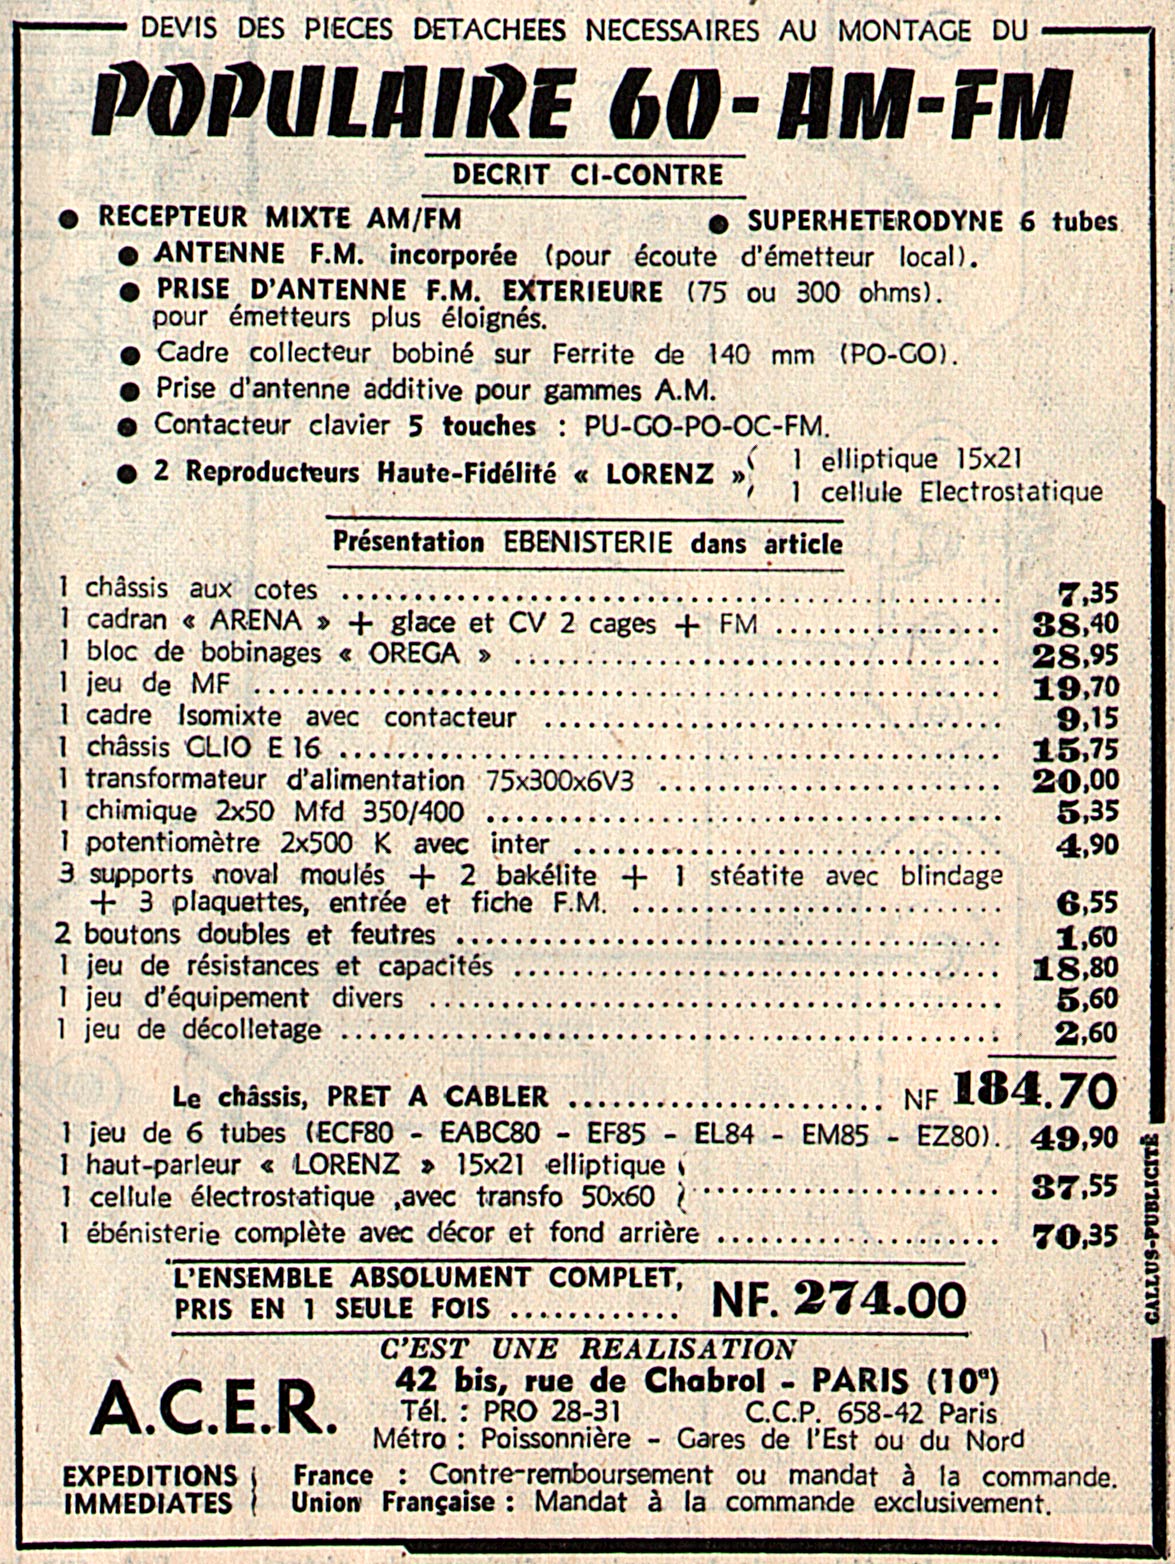 DEVIS DES PIECES DETACHEES NECESSAIRES AU MONTAGE DU
POPULAIRE 60-AM-FM
DECRIT CI-CONTRE
● RECEPTEUR MIXTE AM/FM ● SUPERHETERODYNE 6 tubes
● ANTENNE F.M. incorporée (pour écoute d'émetteur local).
● PRISE D'ANTENNE F.M. EXTERIEURE (75 ou 300 ohms).
pour émetteurs plus éloignés.
● Cadre collecteur bobiné sur Ferrite de 140 mm (PO-GO).
● Prise d'antenne additive pour gammes A.M.
● Contacteur clavier 5 touches : PU-GO-PO-OC-FM.
● 2 Reproducteurs Haute-Fidélité « LORENZ » { 1 elliptique 15x21
1 cellule Electrostatique
Présentation EBENISTERIE dans article
1 châssis aux cotes .......... 7,35
1 cadran « ARENA » + glace et CV 2 cages + FM .......... 38,40
1 bloc de bobinages « OREGA » .......... 28,95
1 jeu de MF .......... 19,70
1 cadre Isomixte avec contacteur .......... 9,15
1 châssis CLIO E 16 .......... 15,75
1 transformateur d'alimentation 75x300x6V3 .......... 20,00
1 chimique 2x50 Mfd 350/400 .......... 5,35
1 potentiomètre 2x500 K avec inter .......... 4,90
3 supports noval moulés + 2 bakélite + 1 stéatite avec blindage
+ 3 plaquettes, entrée et fiche F.M. .......... 6,55
2 boutons doubles et feutres .......... 1,60
1 jeu de résistances et capacités .......... 18,80
1 jeu d'équipement divers .......... 5,60
1 jeu de décolletage .......... 2,60
Le châssis, PRET A CABLER .......... NF 184.70
1 jeu de 6 tubes (ECF80 - EABC80 - EF85 - EL84 - EM85 - EZ80).. 49,90
1 haut-parleur « LORENZ » 15x21 elliptique
1 cellule électrostatique avec transfo 50x60 } .......... 37,55
1 ébénisterie complète avec décor et fond arrière .......... 70,35
L'ENSEMBLE ABSOLUMENT COMPLET,
PRIS EN 1 SEULE FOIS .......... NF. 274.00
C'EST UNE REALISATION
A.C.E.R.
42 bis, rue de Chabrol - PARIS (10e)
Tél. : PRO 28-31 C.C.P. 658-42 Paris
Métro : Poissonnière - Gares de l'Est ou du Nord
EXPEDITIONS { France : Contre-remboursement ou mandat à la commande.
IMMEDIATES { Union Française : Mandat à la commande exclusivement.
GALLUS-PUBLICITÉ